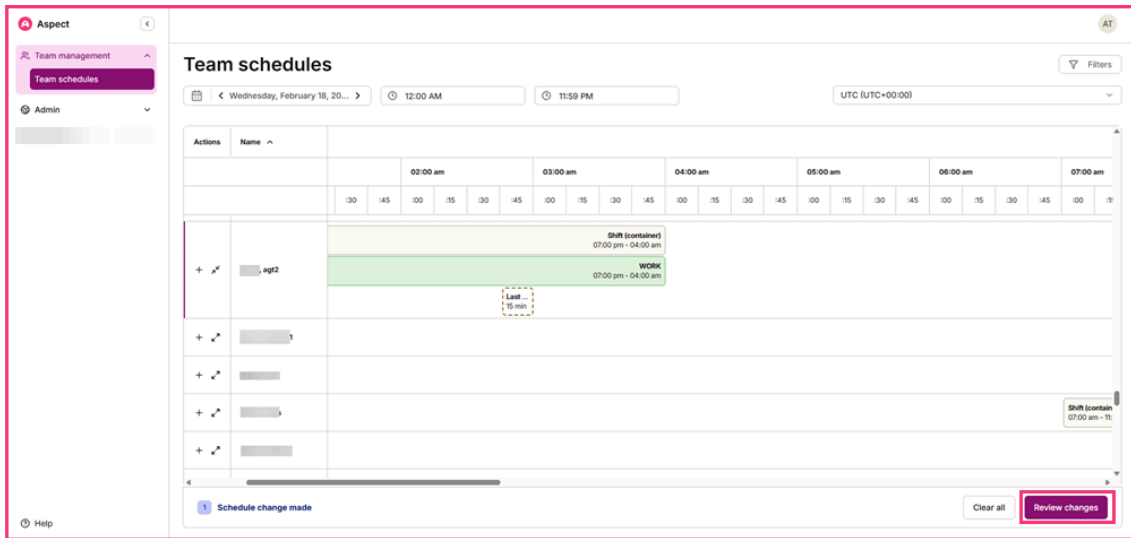 Aspect
AT
Team management
Team schedules
Admin
Help
Team schedules
Filters
Wednesday, February 18, 20...
12:00 AM
11:59 PM
UTC (UTC+00:00)
Actions Name
02:00 am 03:00 am 04:00 am 05:00 am 06:00 am 07:00 am
:30 :45 :00 :15 :30 :45 :00 :15 :30 :45 :00 :15 :30 :45 :00 :15 :30 :45 :00 :15 :30 :45 :00
Shift (container)
07:00 pm - 04:00 am
, agt2
WORK
07:00 pm - 04:00 am
Last ...
15 min
1
Shift (contain
07:00 am - 11:
1 Schedule change made
Clear all
Review changes